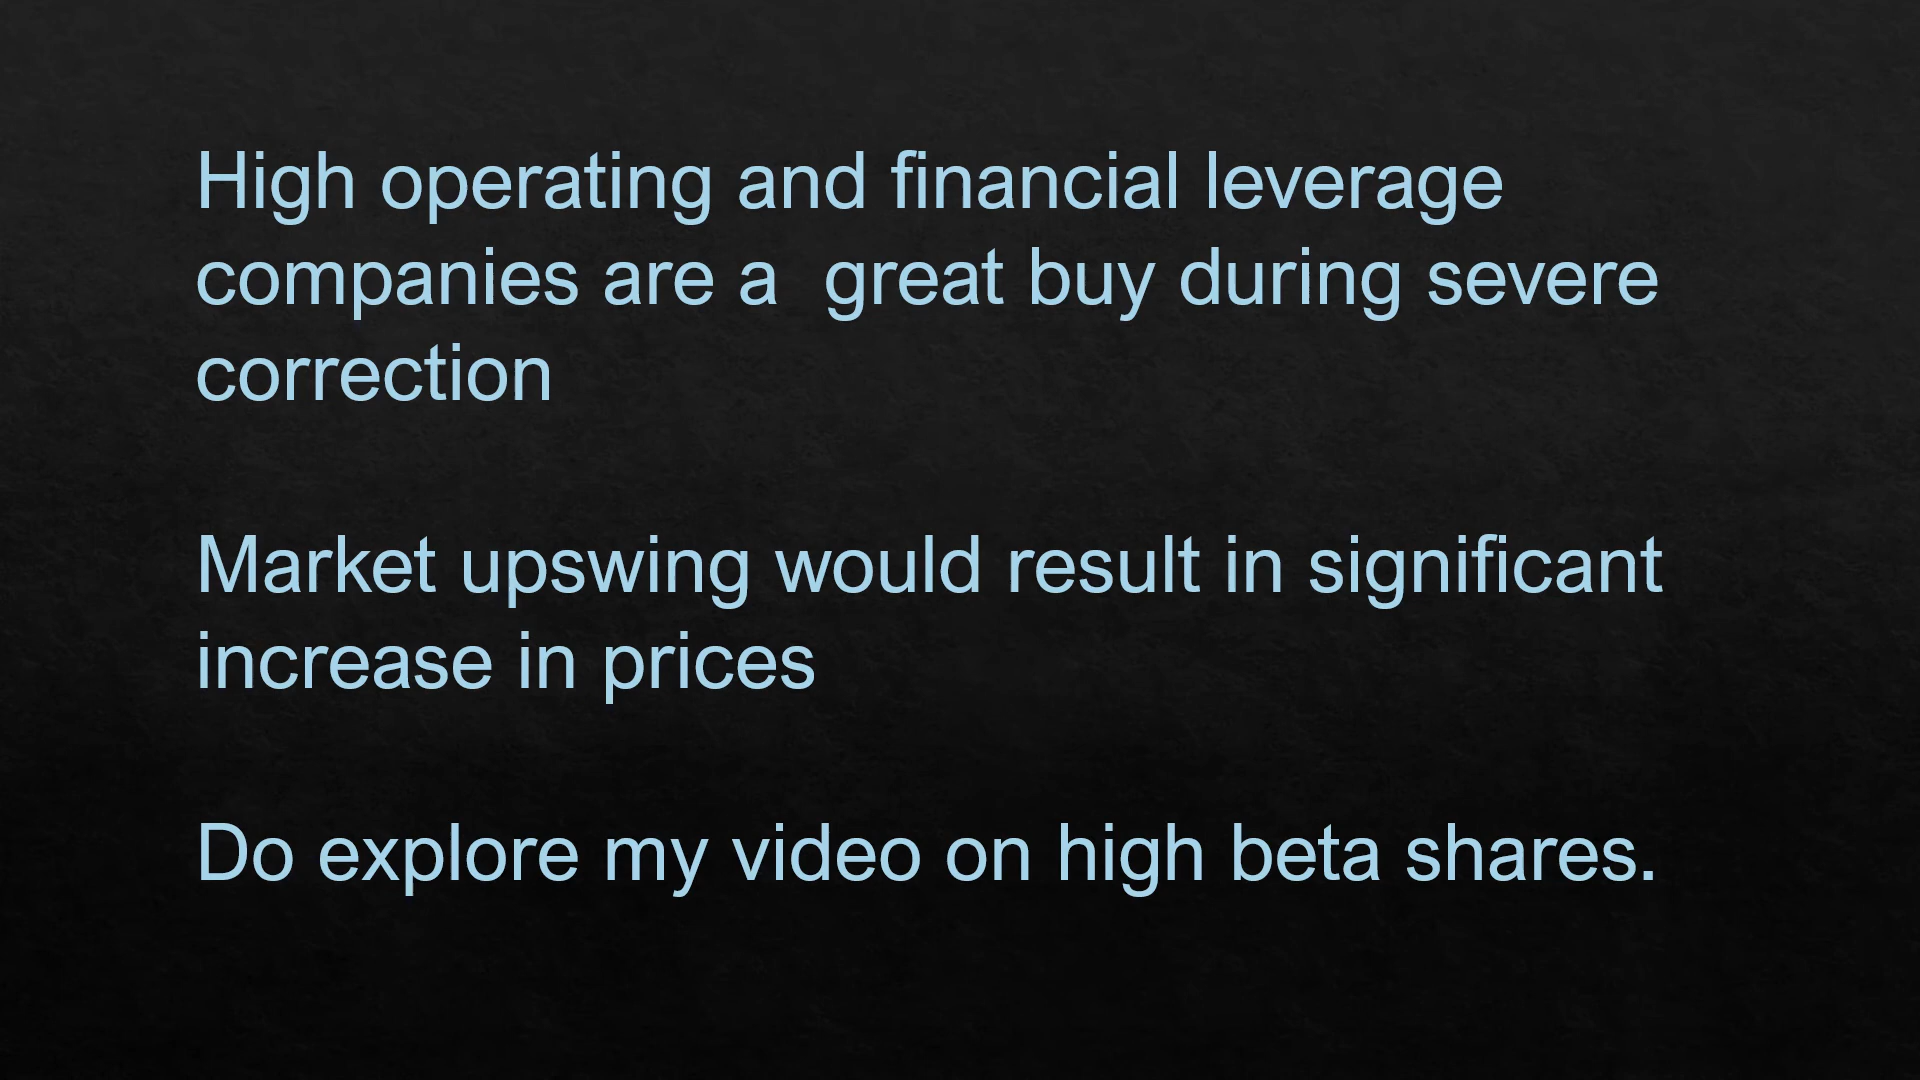 High operating and financial leverage
companies are a  great buy during severe
correction
Market upswing would result in significant
increase in prices
Do explore my video on high beta shares.